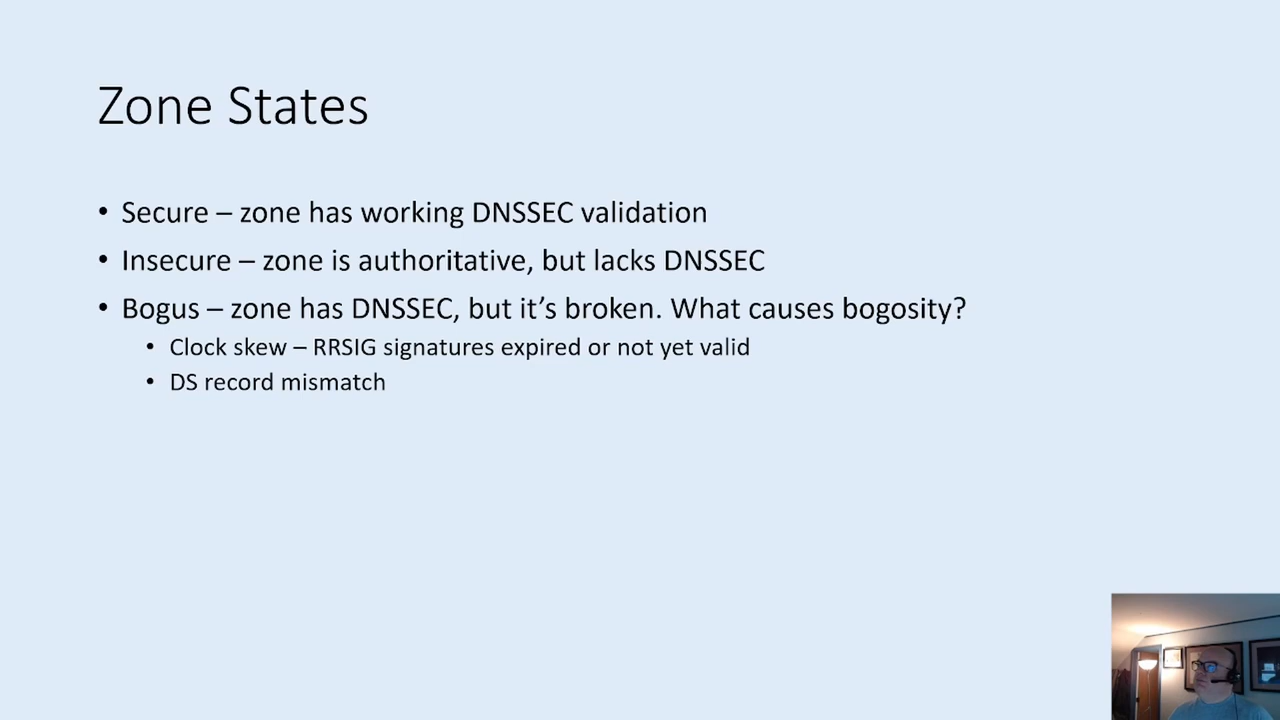 Zone States
• Secure – zone has working DNSSEC validation
• Insecure – zone is authoritative, but lacks DNSSEC
• Bogus – zone has DNSSEC, but it’s broken. What causes bogosity?
• Clock skew – RRSIG signatures expired or not yet valid
• DS record mismatch